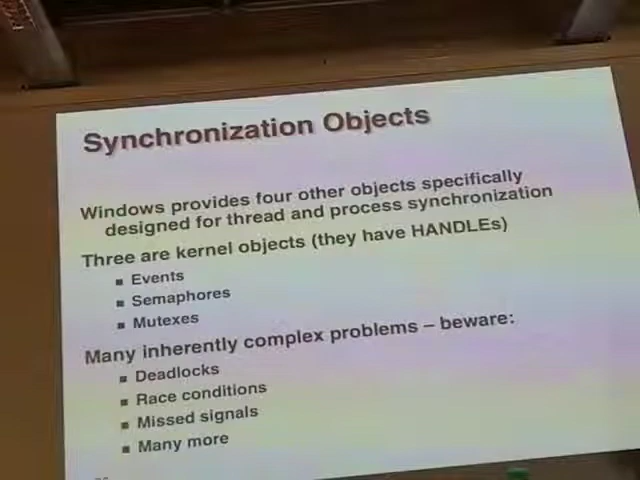 Synchronization Objects
Windows provides four other objects specifically
designed for thread and process synchronization
Three are kernel objects (they have HANDLEs)
■ Events
■ Semaphores
■ Mutexes
Many inherently complex problems – beware:
■ Deadlocks
■ Race conditions
■ Missed signals
■ Many more